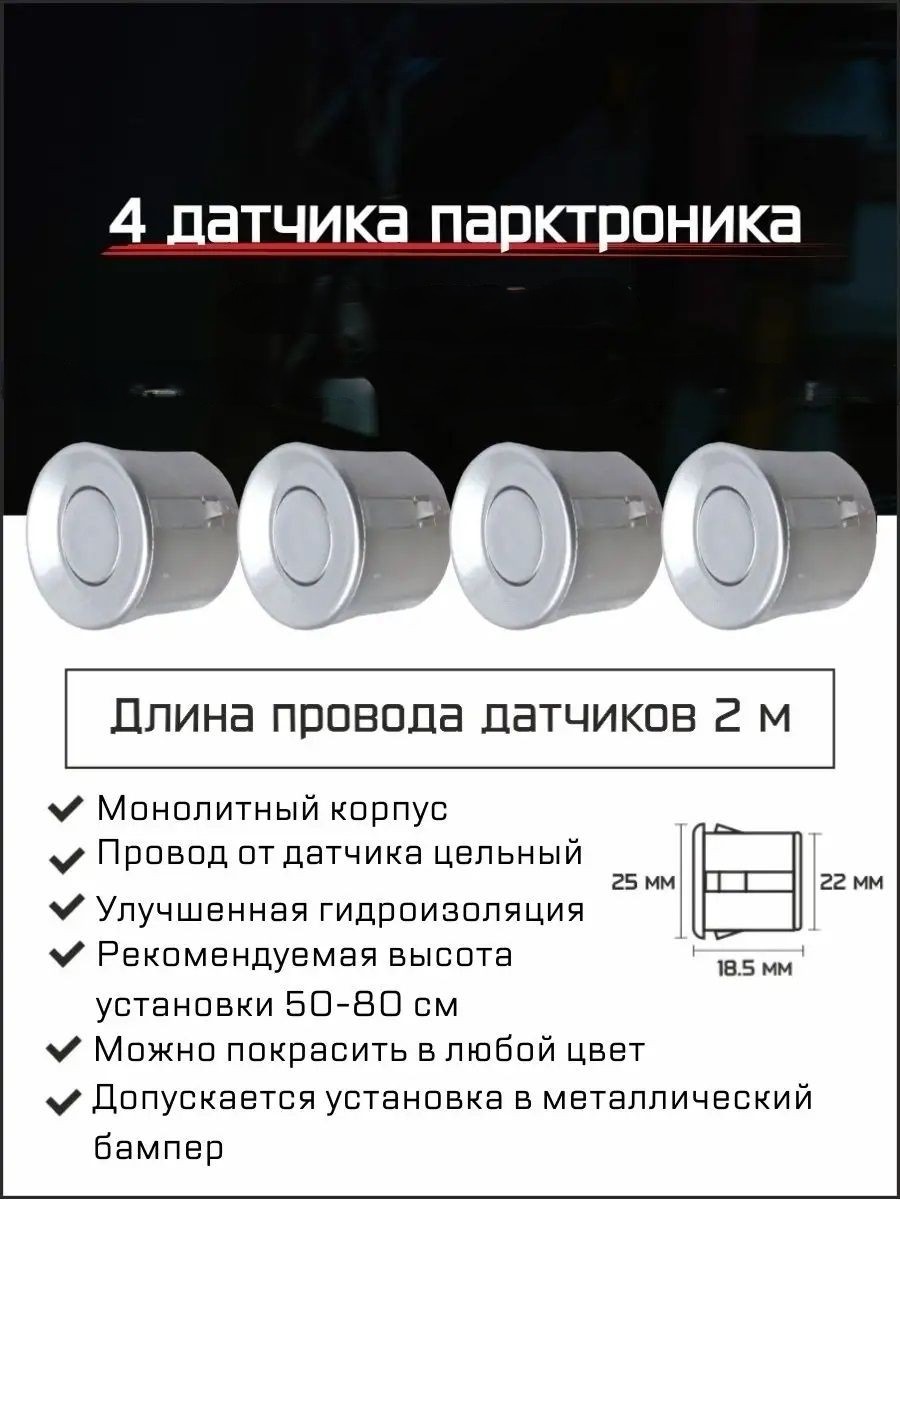 4 датчика парктроника
Длина провода датчиков 2 м
Монолитный корпус
Провод от датчика цельный
Улучшенная гидроизоляция
Рекомендуемая высота
установки 50-80 см
Можно покрасить в любой цвет
Допускается установка в металлический
бампер
25 мм
22 мм
18.5 мм